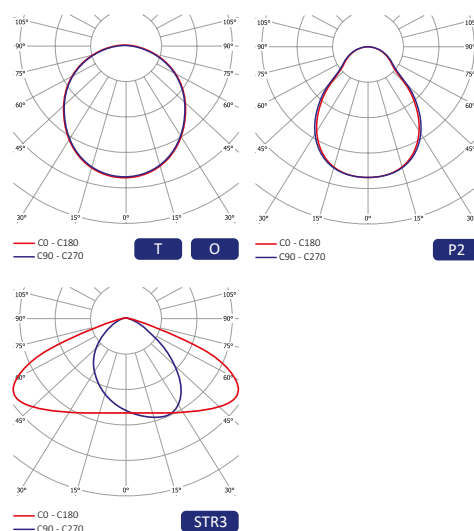 105° 105° 105° 105°
90° 90° 90° 90°
75° 75° 75° 75°
60° 60° 60° 60°
45° 45° 45° 45°
30° 15° 0° 15° 30° 30° 15° 0° 15° 30°
C0 - C180 C0 - C180
C90 - C270 T O C90 - C270 P2
105° 105°
90° 90°
75° 75°
60° 60°
45° 45°
30° 15° 0° 15° 30°
C0 - C180
C90 - C270 STR3